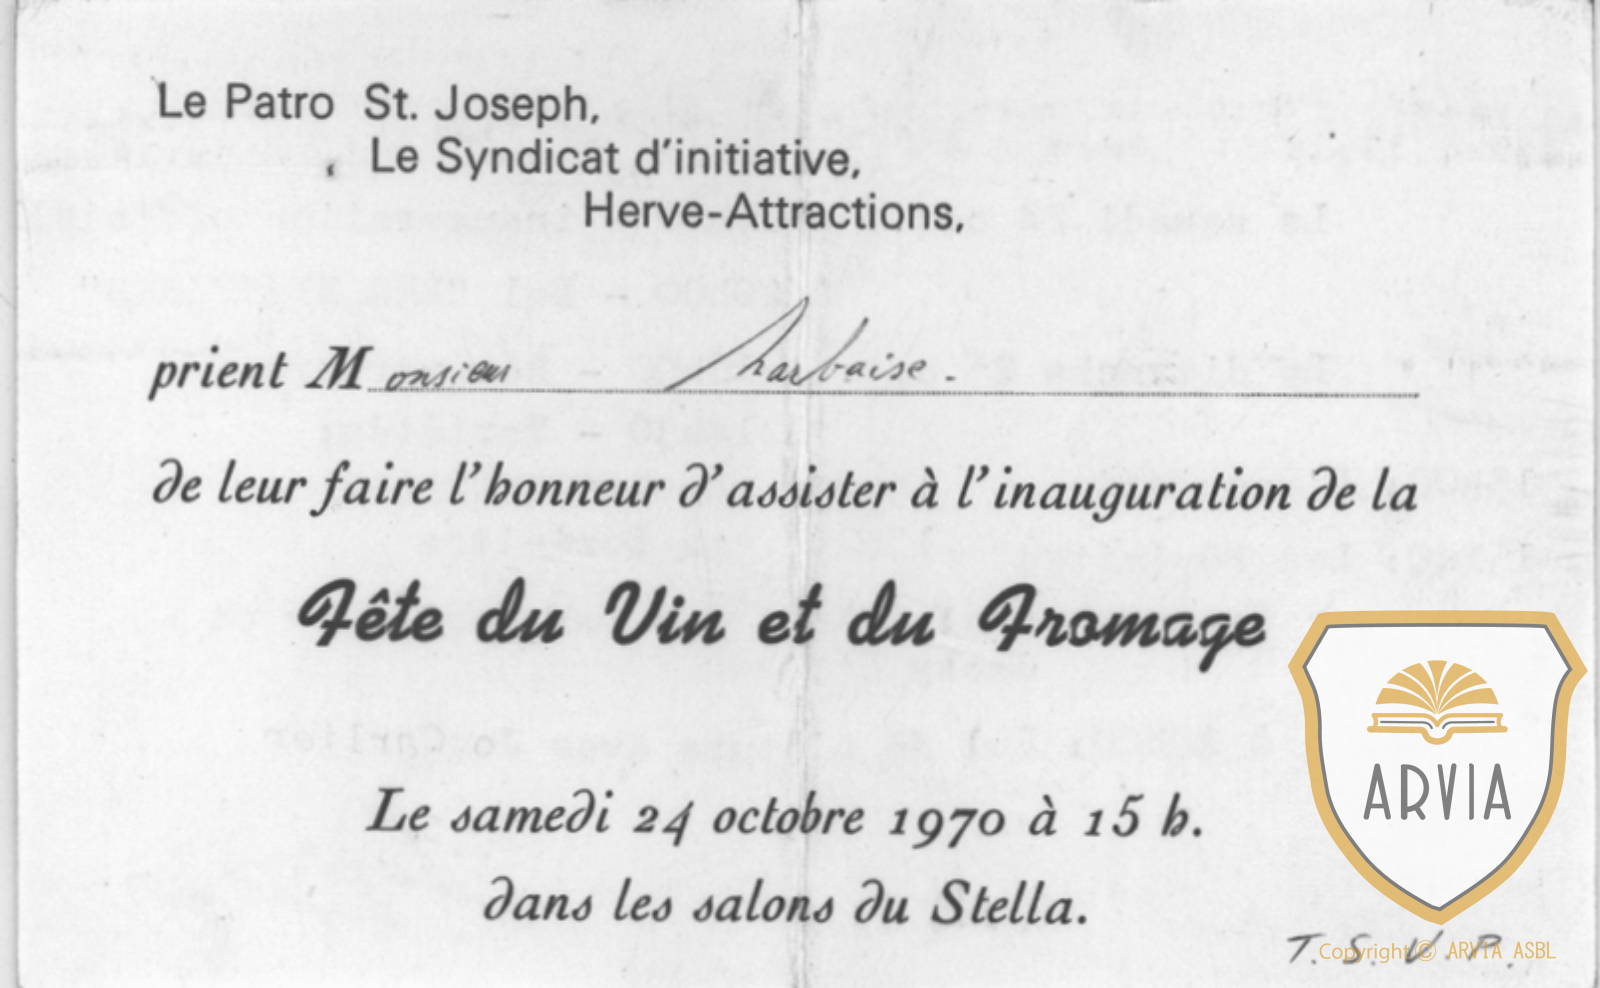 Le Patro St. Joseph,
Le Syndicat d'initiative,
Herve-Attractions,
prient Monsieur Charbaise.
de leur faire l'honneur d'assister à l'inauguration de la
Fête du Vin et du Fromage
Le samedi 24 octobre 1970 à 15 h.
dans les salons du Stella.
ARVIA
T. S. V. P.
Copyright © ARVIA ASBL